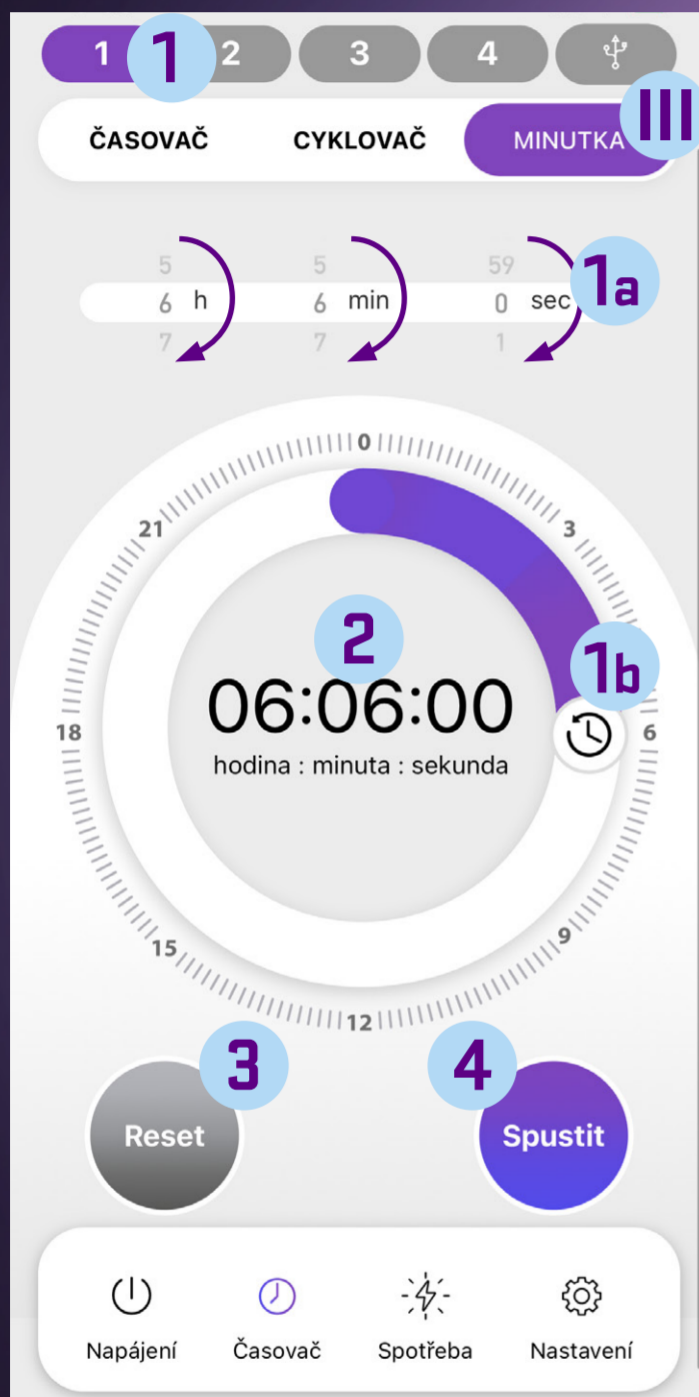 1 1 2 3 4
ČASOVAČ CYKLOVAČ MINUTKA III
5 5 59
6 h 6 min 0 sec 1a
7 7 1
0
21 3
2 1b
06:06:00
18 6
hodina : minuta : sekunda
15 9
12
3 4
Reset Spustit
Napájení Časovač Spotřeba Nastavení